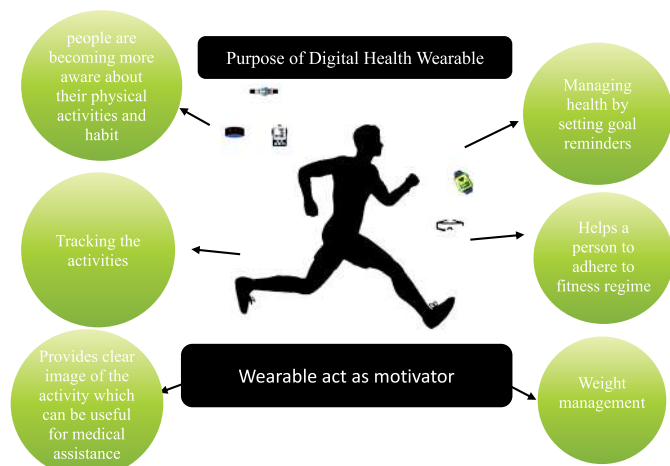 people are
becoming more
aware about
their physical
activities and
habit
Purpose of Digital Health Wearable
Managing
health by
setting goal
reminders
Tracking the
activities
Helps a
person to
adhere to
fitness regime
Provides clear
image of the
activity which
can be useful
for medical
assistance
Wearable act as motivator
Weight
management